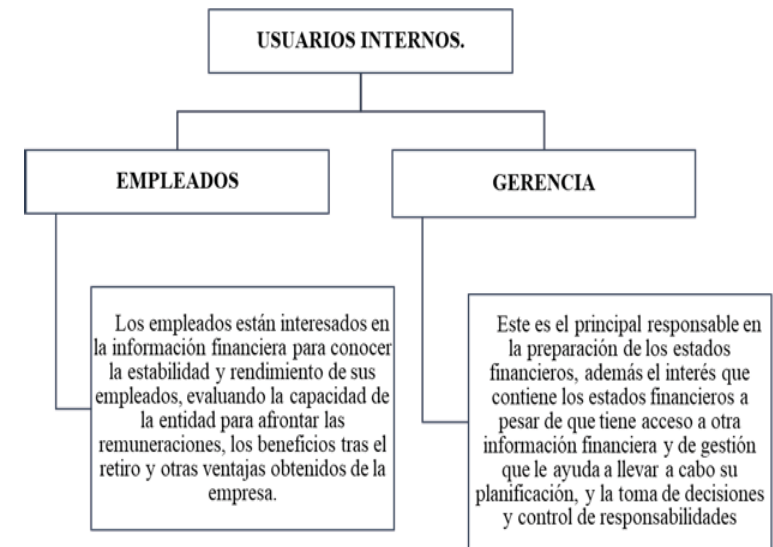 USUARIOS INTERNOS.
EMPLEADOS
GERENCIA
Los empleados están interesados en
la información financiera para conocer
la estabilidad y rendimiento de sus
empleados, evaluando la capacidad de
la entidad para afrontar las
remuneraciones, los beneficios tras el
retiro y otras ventajas obtenidos de la
empresa.
Este es el principal responsable en
la preparación de los estados
financieros, además el interés que
contiene los estados financieros a
pesar de que tiene acceso a otra
información financiera y de gestión
que le ayuda a llevar a cabo su
planificación, y la toma de decisiones
y control de responsabilidades